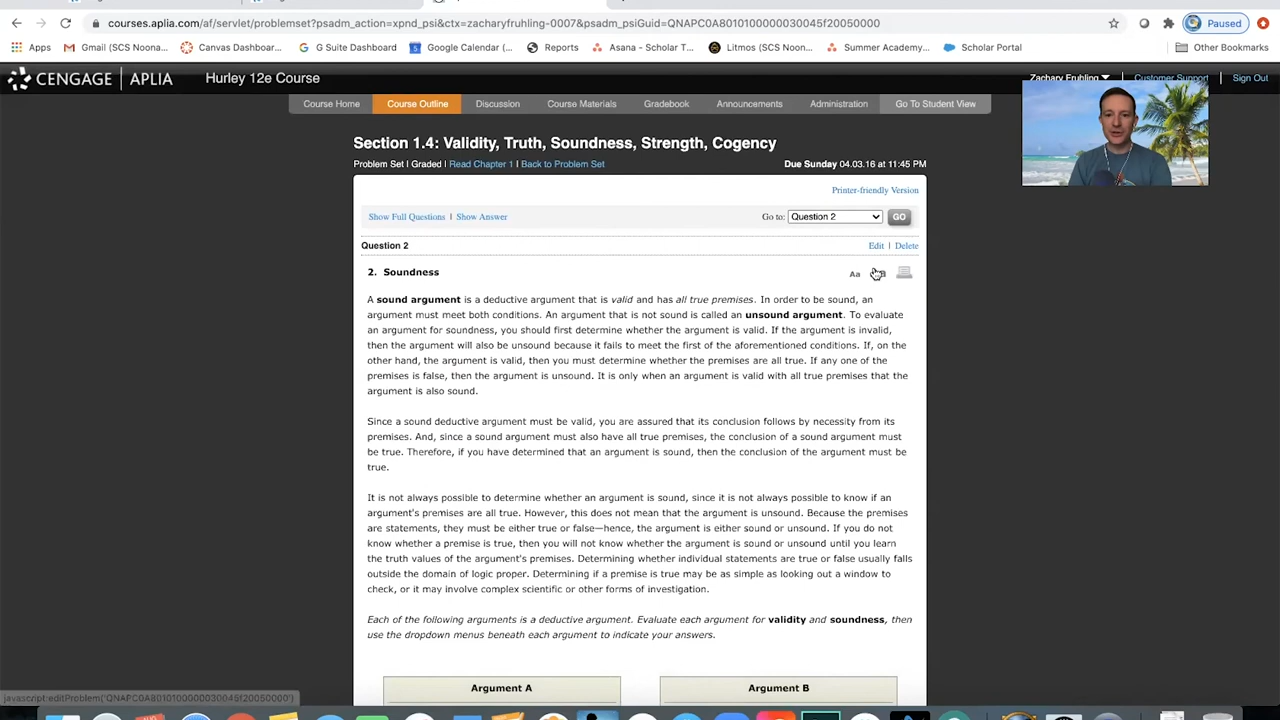 courses.aplia.com/af/servlet/problemset?psadm_action=xpnd_psi&ctx=zacharyfruhling-0007&psadm_psiGuid=QNAPC0A8010100000030045f20050000
Paused
Apps Gmail (SCS Noona... Canvas Dashboar... G Suite Dashboard Google Calendar (... Reports Asana - Scholar T... Litmos (SCS Noo... Summer Academy... Scholar Portal Other Bookmarks
CENGAGE | APLIA Hurley 12e Course Zachary Fruhling Customer Support Sign Out
Course Home Course Outline Discussion Course Materials Gradebook Announcements Administration Go To Student View
Section 1.4: Validity, Truth, Soundness, Strength, Cogency
Problem Set | Graded | Read Chapter 1 | Back to Problem Set Due Sunday 04.03.16 at 11:45 PM
Printer-friendly Version
Show Full Questions | Show Answer Go to: Question 2 GO
Question 2 Edit | Delete
2. Soundness Aa
A sound argument is a deductive argument that is valid and has all true premises. In order to be sound, an
argument must meet both conditions. An argument that is not sound is called an unsound argument. To evaluate
an argument for soundness, you should first determine whether the argument is valid. If the argument is invalid,
then the argument will also be unsound because it fails to meet the first of the aforementioned conditions. If, on the
other hand, the argument is valid, then you must determine whether the premises are all true. If any one of the
premises is false, then the argument is unsound. It is only when an argument is valid with all true premises that the
argument is also sound.
Since a sound deductive argument must be valid, you are assured that its conclusion follows by necessity from its
premises. And, since a sound argument must also have all true premises, the conclusion of a sound argument must
be true. Therefore, if you have determined that an argument is sound, then the conclusion of the argument must be
true.
It is not always possible to determine whether an argument is sound, since it is not always possible to know if an
argument's premises are all true. However, this does not mean that the argument is unsound. Because the premises
are statements, they must be either true or false—hence, the argument is either sound or unsound. If you do not
know whether a premise is true, then you will not know whether the argument is sound or unsound until you learn
the truth values of the argument's premises. Determining whether individual statements are true or false usually falls
outside the domain of logic proper. Determining if a premise is true may be as simple as looking out a window to
check, or it may involve complex scientific or other forms of investigation.
Each of the following arguments is a deductive argument. Evaluate each argument for validity and soundness, then
use the dropdown menus beneath each argument to indicate your answers.
Argument A Argument B